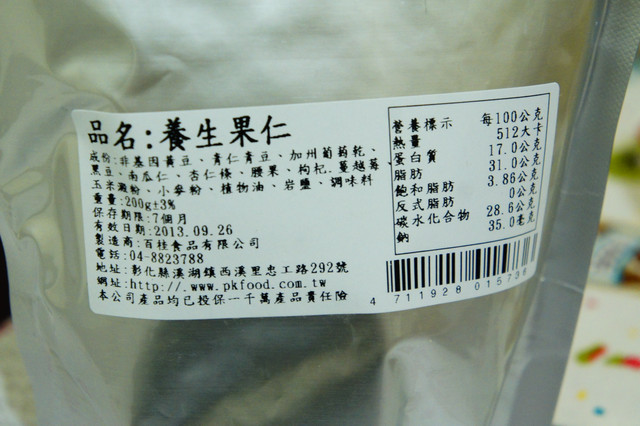 品名:養生果仁
成份:非基因黃豆、青仁青豆、加州葡萄乾、
黑豆、南瓜仁、杏仁條、腰果、枸杞.蔓越莓、
玉米澱粉、小麥粉、植物油、岩鹽、調味料
重量:200g±3%
保存期限:7個月
有效日期:2013.09.26
製造商:百桂食品有限公司
電話:04-8823788
地址:彰化縣溪湖鎮西溪里忠工路292號
網址:http://.www.pkfood.com.tw
本公司產品均已投保一千萬產品責任險
營養標示 每100公克
熱量 512大卡
蛋白質 17.0公克
脂肪 31.0公克
飽和脂肪 3.86公克
反式脂肪 0公克
碳水化合物 28.6公克
鈉 35.0毫克
4 711928 015736